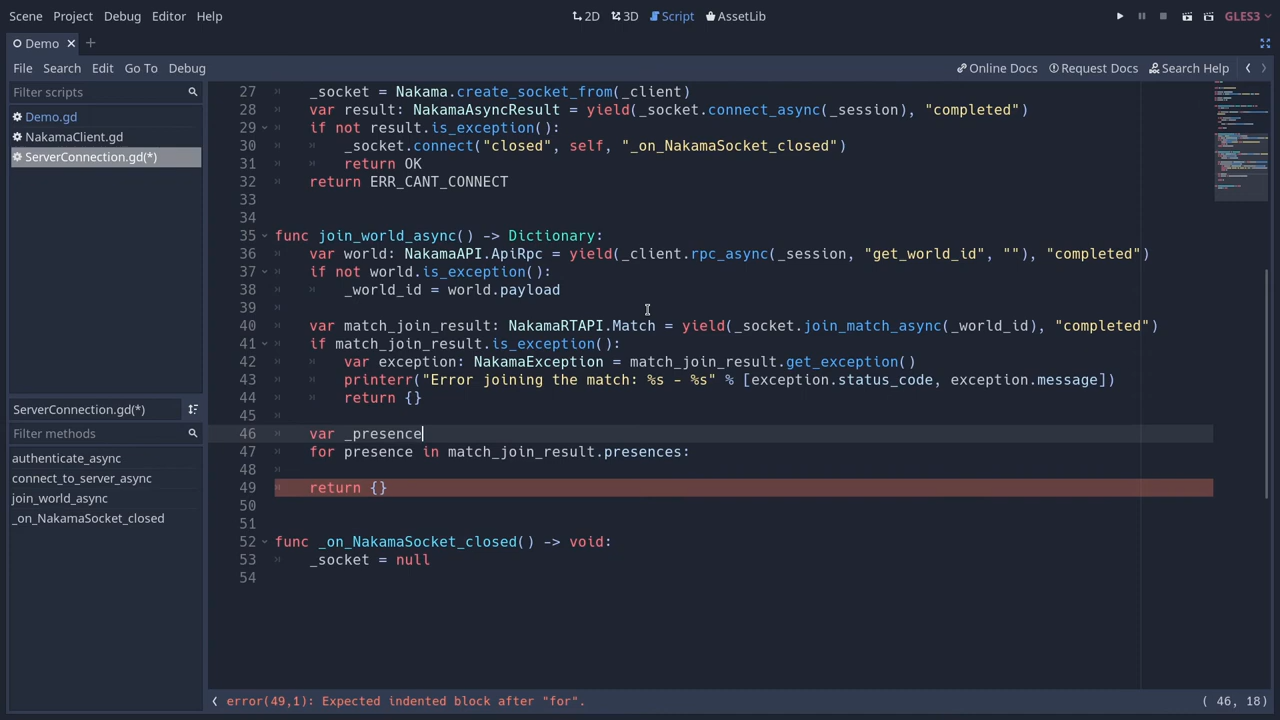 Scene Project Debug Editor Help 2D 3D Script AssetLib GLES3
Demo
File Search Edit Go To Debug Online Docs Request Docs Search Help
Filter scripts
Demo.gd
NakamaClient.gd
ServerConnection.gd(*)
ServerConnection.gd(*)
Filter methods
authenticate_async
connect_to_server_async
join_world_async
_on_NakamaSocket_closed
27 _socket = Nakama.create_socket_from(_client)
28 var result: NakamaAsyncResult = yield(_socket.connect_async(_session), "completed")
29 if not result.is_exception():
30 _socket.connect("closed", self, "_on_NakamaSocket_closed")
31 return OK
32 return ERR_CANT_CONNECT
33
34
35 func join_world_async() -> Dictionary:
36 var world: NakamaAPI.ApiRpc = yield(_client.rpc_async(_session, "get_world_id", ""), "completed")
37 if not world.is_exception():
38 _world_id = world.payload
39
40 var match_join_result: NakamaRTAPI.Match = yield(_socket.join_match_async(_world_id), "completed")
41 if match_join_result.is_exception():
42 var exception: NakamaException = match_join_result.get_exception()
43 printerr("Error joining the match: %s - %s" % [exception.status_code, exception.message])
44 return {}
45
46 var _presence
47 for presence in match_join_result.presences:
48
49 return {}
50
51
52 func _on_NakamaSocket_closed() -> void:
53 _socket = null
54
error(49,1): Expected indented block after "for". ( 46, 18)